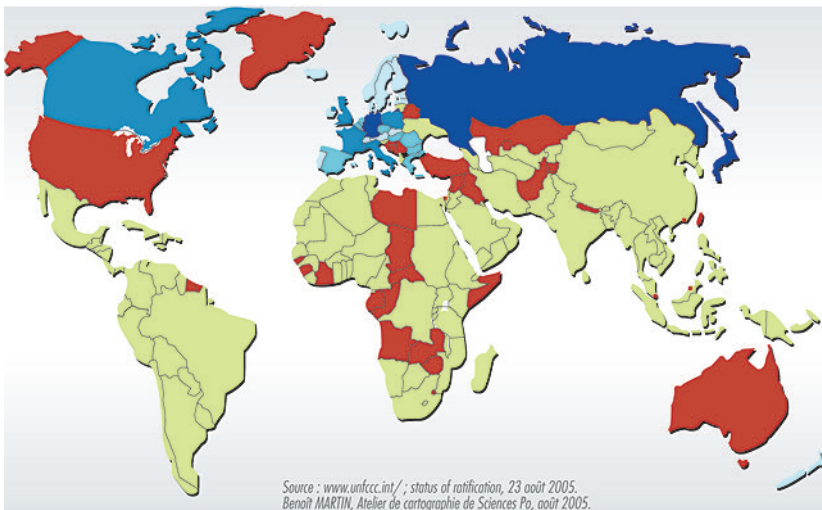 Source : www.unfccc.int/ ; status of ratification, 23 août 2005.
Benoît MARTIN, Atelier de cartographie de Sciences Po, août 2005.